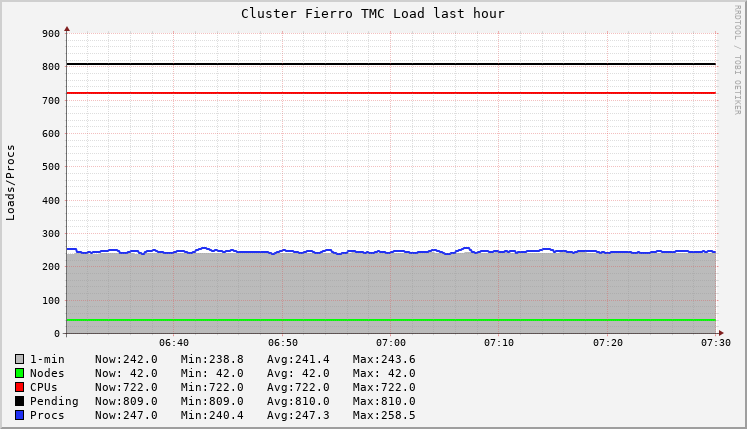 Cluster Fierro TMC Load last hour
RRDTOOL / TOBI OETIKER
Loads/Procs
900
800
700
600
500
400
300
200
100
0
06:40 06:50 07:00 07:10 07:20 07:30
1-min Now:242.0 Min:238.8 Avg:241.4 Max:243.6
Nodes Now: 42.0 Min: 42.0 Avg: 42.0 Max: 42.0
CPUs Now:722.0 Min:722.0 Avg:722.0 Max:722.0
Pending Now:809.0 Min:809.0 Avg:810.0 Max:810.0
Procs Now:247.0 Min:240.4 Avg:247.3 Max:258.5